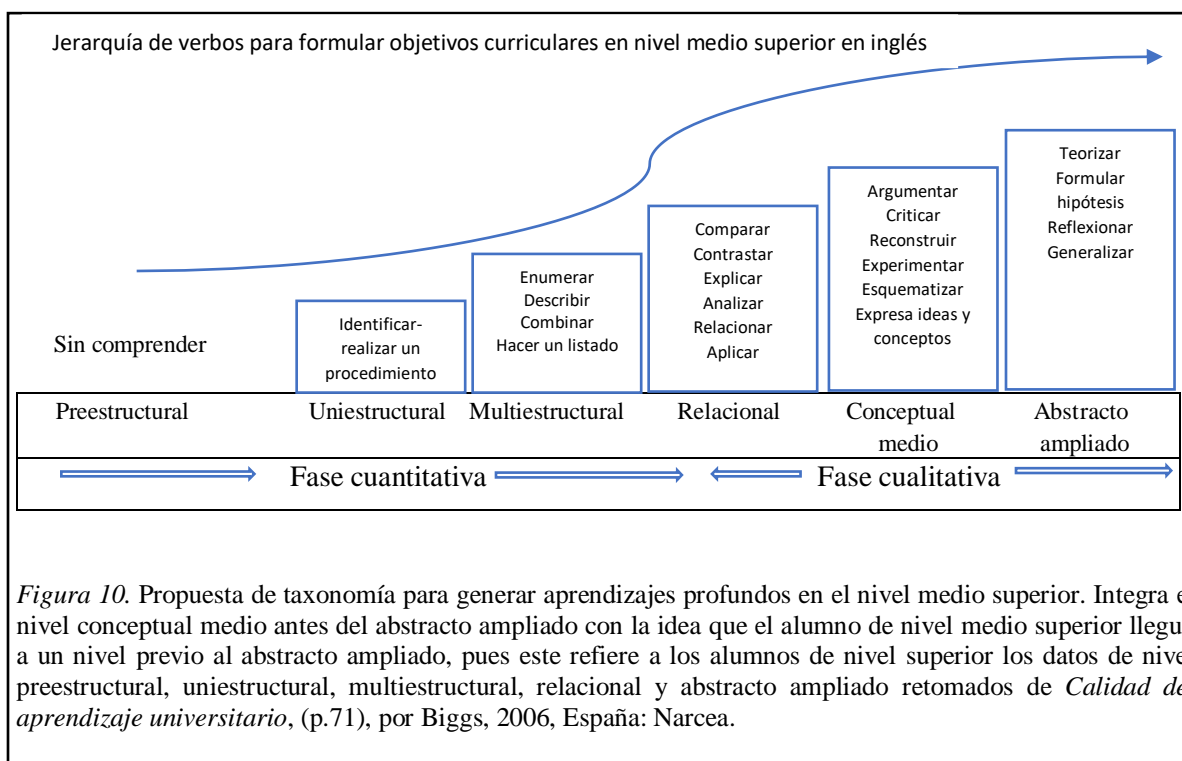 Jerarquía de verbos para formular objetivos curriculares en nivel medio superior en inglés
Sin comprender
Identificar-
realizar un
procedimiento
Enumerar
Describir
Combinar
Hacer un listado
Comparar
Contrastar
Explicar
Analizar
Relacionar
Aplicar
Argumentar
Criticar
Reconstruir
Experimentar
Esquematizar
Expresa ideas y
conceptos
Teorizar
Formular
hipótesis
Reflexionar
Generalizar
Preestructural Uniestructural Multiestructural Relacional Conceptual medio Abstracto ampliado
Fase cuantitativa Fase cualitativa
Figura 10. Propuesta de taxonomía para generar aprendizajes profundos en el nivel medio superior. Integra e
nivel conceptual medio antes del abstracto ampliado con la idea que el alumno de nivel medio superior llegu
a un nivel previo al abstracto ampliado, pues este refiere a los alumnos de nivel superior los datos de nive
preestructural, uniestructural, multiestructural, relacional y abstracto ampliado retomados de Calidad de
aprendizaje universitario, (p.71), por Biggs, 2006, España: Narcea.